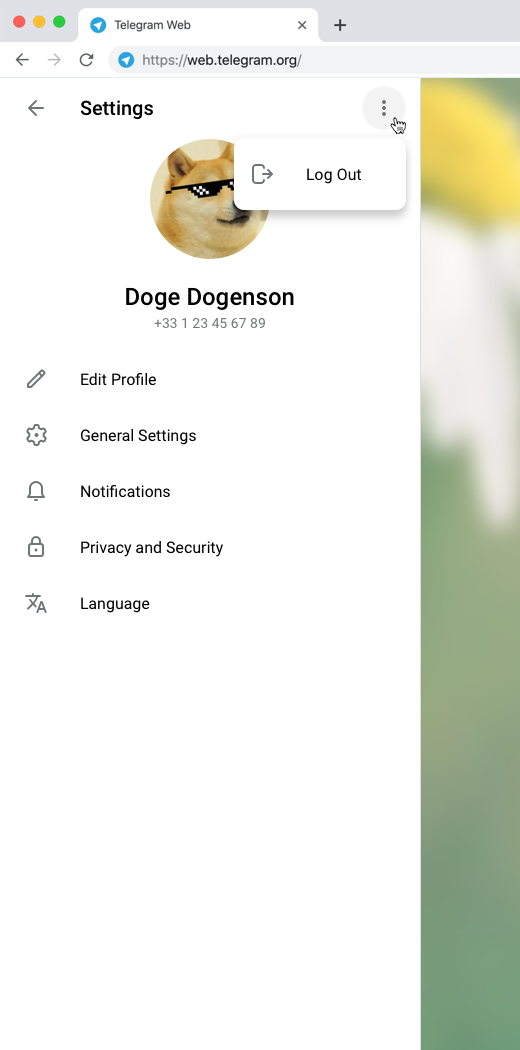 Telegram Web
https://web.telegram.org/
Settings
Log Out
Doge Dogenson
+33 1 23 45 67 89
Edit Profile
General Settings
Notifications
Privacy and Security
Language